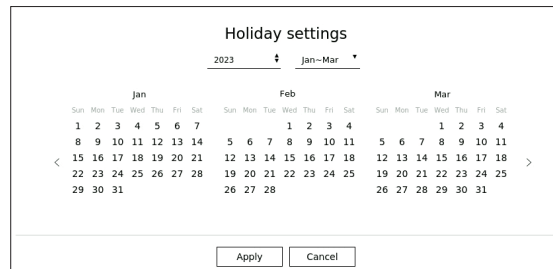 Holiday settings
2023 Jan~Mar
Jan Feb Mar
Sun Mon Tue Wed Thu Fri Sat Sun Mon Tue Wed Thu Fri Sat Sun Mon Tue Wed Thu Fri Sat
1 2 3 4 5 6 7 1 2 3 4 1 2 3 4
8 9 10 11 12 13 14 5 6 7 8 9 10 11 5 6 7 8 9 10 11
15 16 17 18 19 20 21 12 13 14 15 16 17 18 12 13 14 15 16 17 18
22 23 24 25 26 27 28 19 20 21 22 23 24 25 19 20 21 22 23 24 25
29 30 31 26 27 28 26 27 28 29 30 31
Apply Cancel